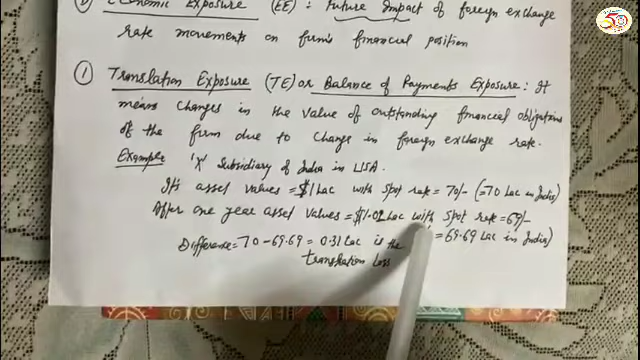 Economic Exposure (EE): Future Impact of foreign exchange
rate movements on firm's financial position
① Translation Exposure (TE) or Balance of Payments Exposure: It
means changes in the value of outstanding financial obligations
of the firm due to change in foreign exchange rate.
Example 'X' Subsidiary of India in USA.
It's asset values = $1 Lac with spot rate = 70/- (=70 Lac in India)
After one year asset values = $1.02 Lac with spot rate = 69/-
Difference = 70-69.69 = 0.31 Lac is the = 69.69 Lac in India)
translation loss
50